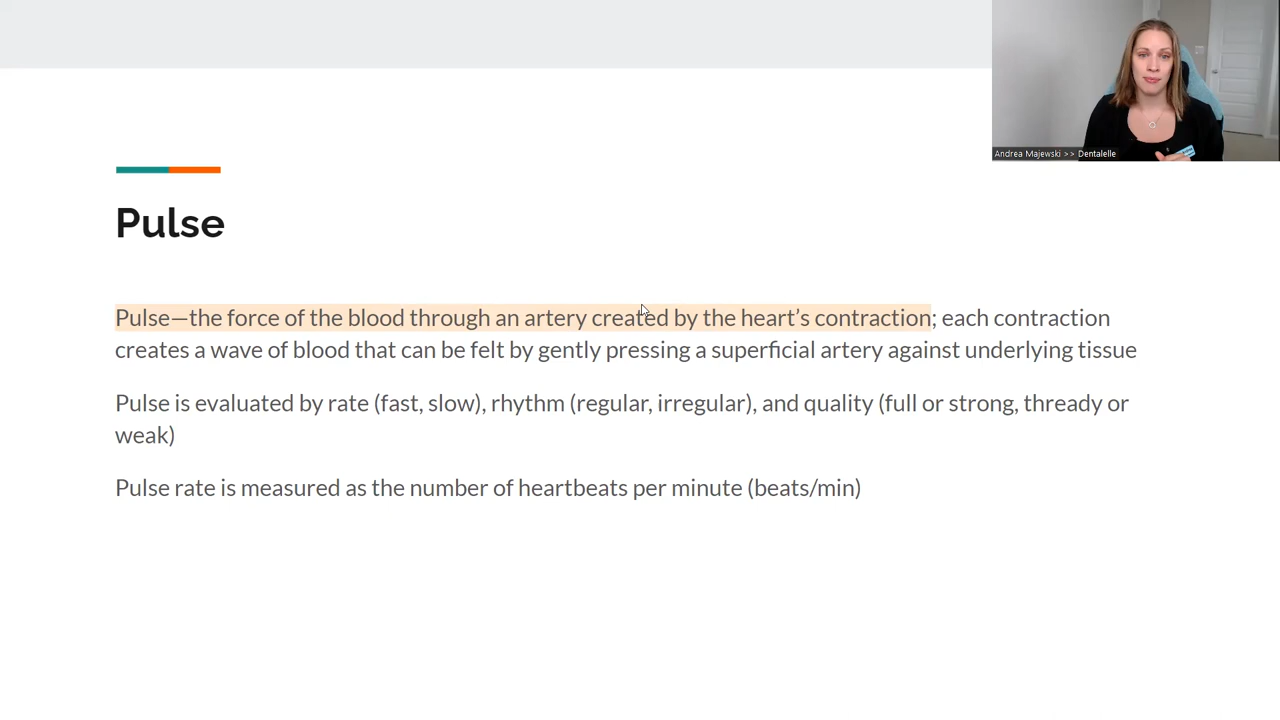 Andrea Majewski >> Dentalelle
Pulse
Pulse—the force of the blood through an artery created by the heart’s contraction; each contraction
creates a wave of blood that can be felt by gently pressing a superficial artery against underlying tissue
Pulse is evaluated by rate (fast, slow), rhythm (regular, irregular), and quality (full or strong, thready or
weak)
Pulse rate is measured as the number of heartbeats per minute (beats/min)